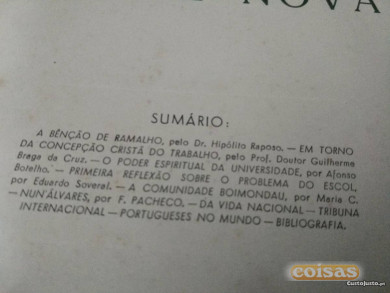 NOVA
SUMÁRIO:
A BÊNÇÃO DE RAMALHO, pelo Dr. Hipólito Raposo. — EM TORNO
DA CONCEPÇÃO CRISTÃ DO TRABALHO, pelo Prof. Doutor Guilherme
Braga da Cruz. — O PODER ESPIRITUAL DA UNIVERSIDADE, por Afonso
Botelho. — PRIMEIRA REFLEXÃO SOBRE O PROBLEMA DO ESCOL,
por Eduardo Soveral. — A COMUNIDADE BOIMONDAU, por Maria C.
— NUN'ÁLVARES, por F. PACHECO. — DA VIDA NACIONAL — TRIBUNA
INTERNACIONAL — PORTUGUESES NO MUNDO — BIBLIOGRAFIA.
coisas
CustoJusto.pt